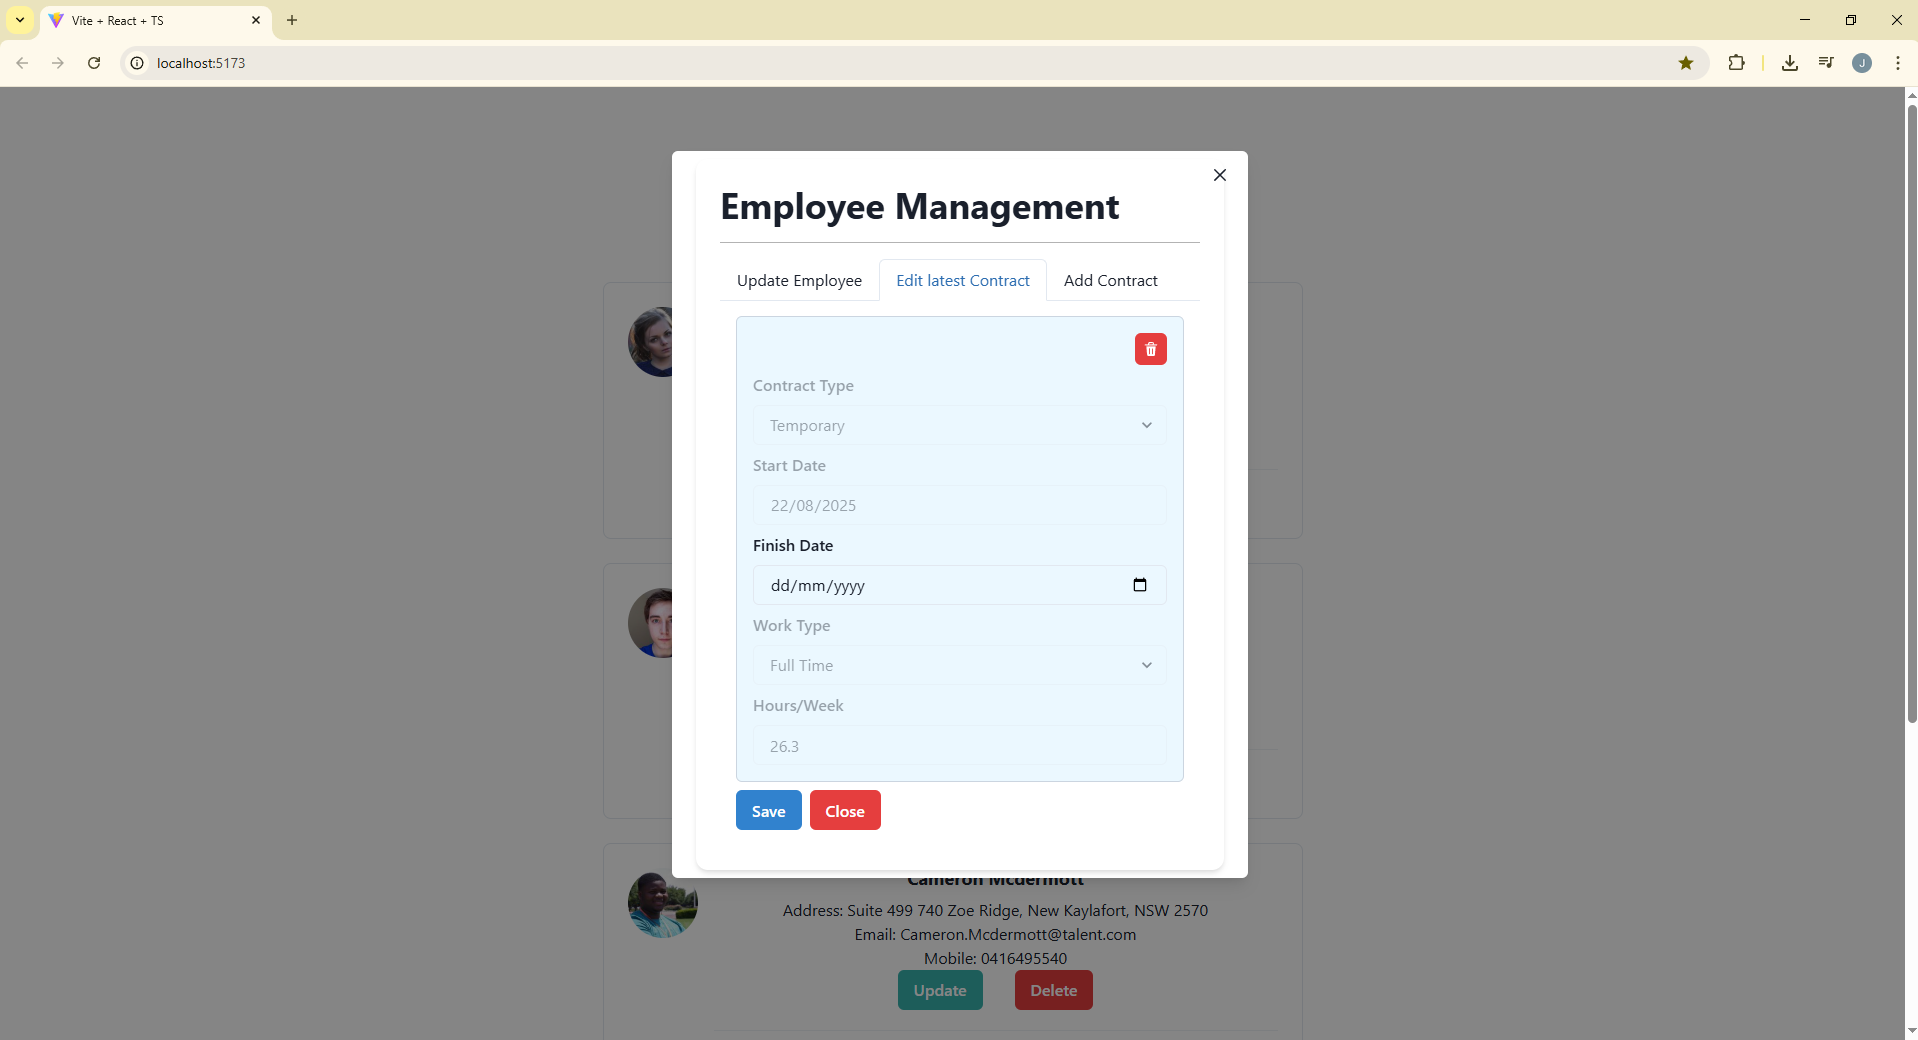 Vite + React + TS
localhost:5173
J
Employee Management
Update Employee
Edit latest Contract
Add Contract
Contract Type
Temporary
Start Date
22/08/2025
Finish Date
dd/mm/yyyy
Work Type
Full Time
Hours/Week
26.3
Save
Close
Cameron Mcdermott
Address: Suite 499 740 Zoe Ridge, New Kaylafort, NSW 2570
Email: Cameron.Mcdermott@talent.com
Mobile: 0416495540
Update
Delete